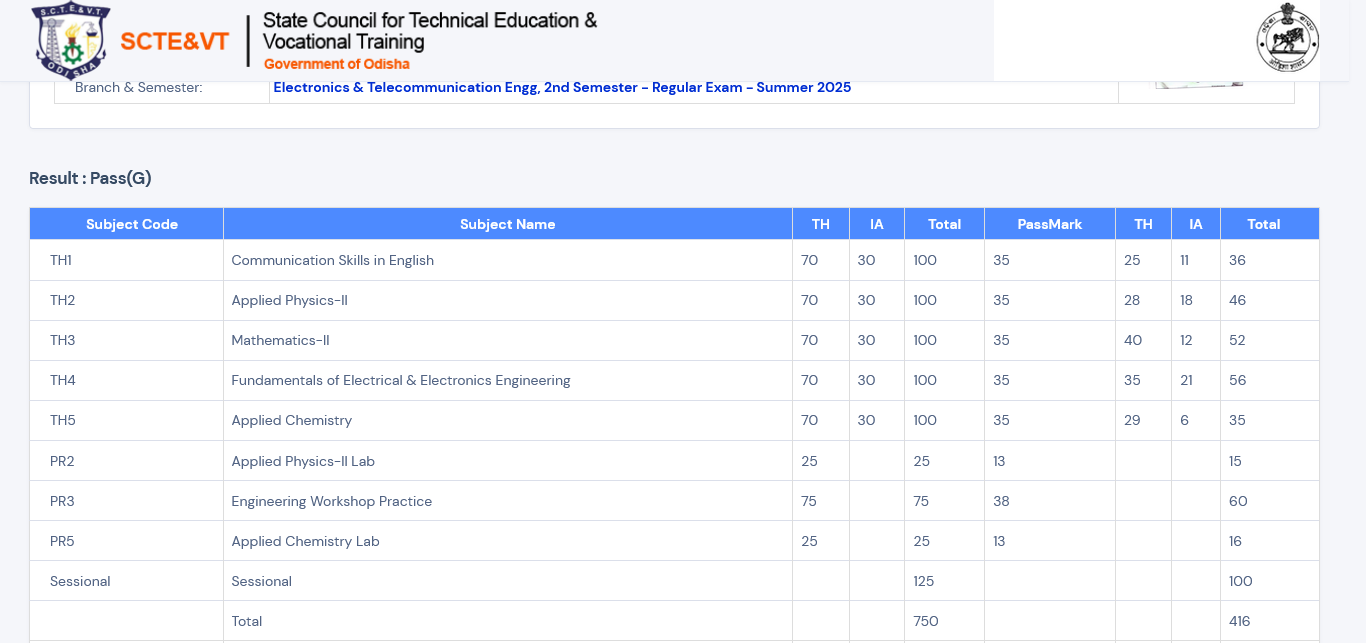 S.C.T.E.&V.T.
ODISHA
SCTE&VT
State Council for Technical Education &
Vocational Training
Government of Odisha
Branch & Semester: Electronics & Telecommunication Engg, 2nd Semester - Regular Exam - Summer 2025
Result : Pass(G)
Subject Code Subject Name TH IA Total PassMark TH IA Total
TH1 Communication Skills in English 70 30 100 35 25 11 36
TH2 Applied Physics-II 70 30 100 35 28 18 46
TH3 Mathematics-II 70 30 100 35 40 12 52
TH4 Fundamentals of Electrical & Electronics Engineering 70 30 100 35 35 21 56
TH5 Applied Chemistry 70 30 100 35 29 6 35
PR2 Applied Physics-II Lab 25 25 13 15
PR3 Engineering Workshop Practice 75 75 38 60
PR5 Applied Chemistry Lab 25 25 13 16
Sessional Sessional 125 100
Total 750 416